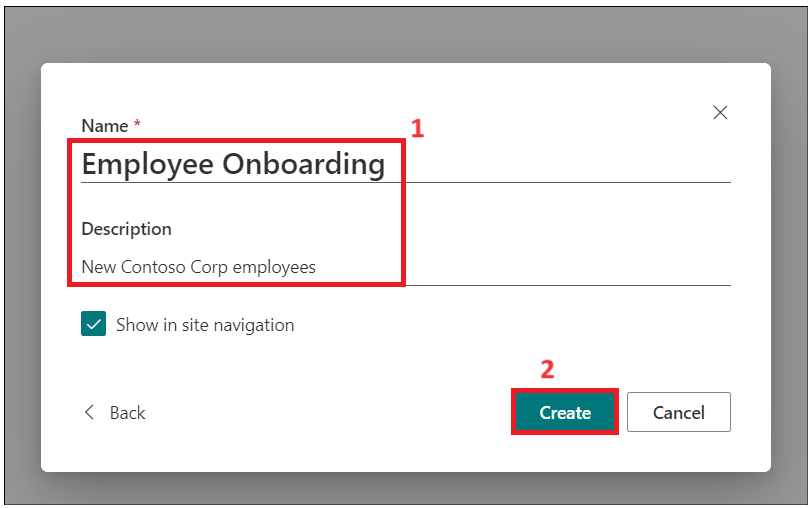 Name *
1
Employee Onboarding
Description
New Contoso Corp employees
Show in site navigation
2
Back
Create
Cancel